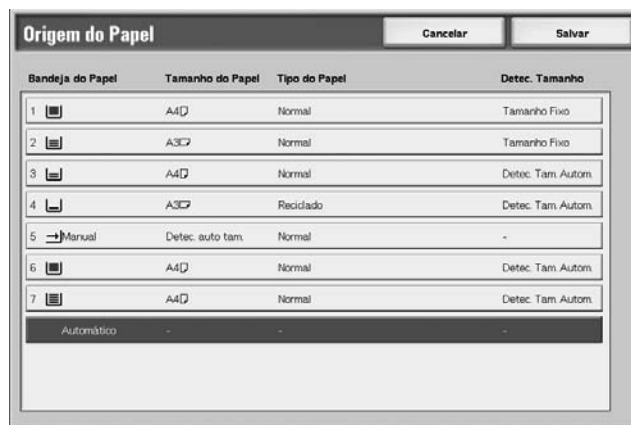 Origem do Papel Cancelar Salvar
Bandeja do Papel Tamanho do Papel Tipo do Papel Detec. Tamanho
1 A4 Normal Tamanho Fixo
2 A3 Normal Tamanho Fixo
3 A4 Normal Detec. Tam. Autom.
4 A3 Reciclado Detec. Tam. Autom.
5 Manual Detec. auto tam. Normal -
6 A4 Normal Detec. Tam. Autom.
7 A4 Normal Detec. Tam. Autom.
Automático - - -